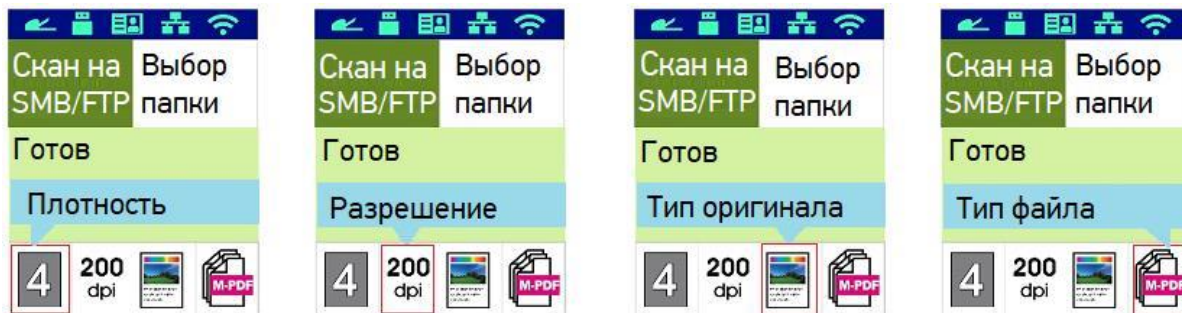 Скан на SMB/FTP
Выбор папки
Готов
Плотность
4 200 dpi M-PDF
Скан на SMB/FTP
Выбор папки
Готов
Разрешение
4 200 dpi M-PDF
Скан на SMB/FTP
Выбор папки
Готов
Тип оригинала
4 200 dpi M-PDF
Скан на SMB/FTP
Выбор папки
Готов
Тип файла
4 200 dpi M-PDF